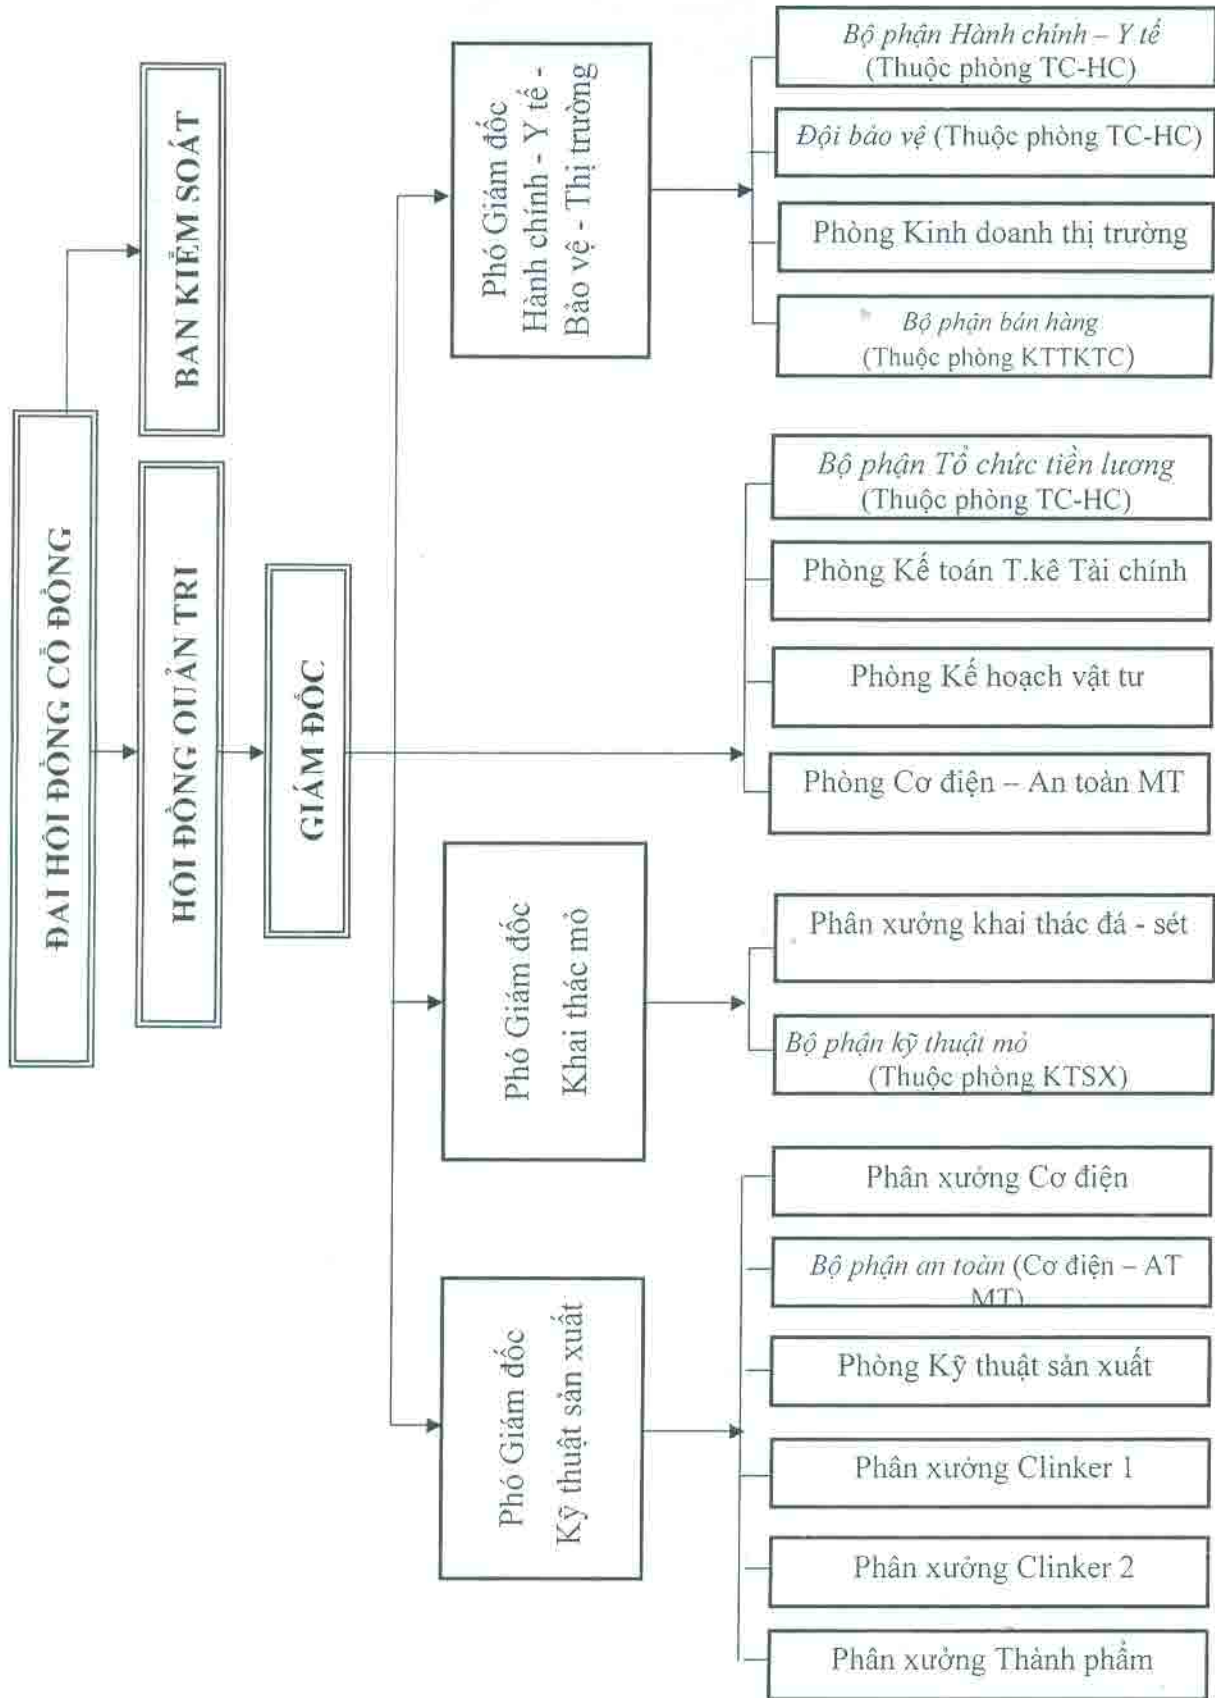 ĐẠI HỘI ĐỒNG CỔ ĐÔNG
BAN KIỂM SOÁT
HỘI ĐỒNG QUẢN TRỊ
GIÁM ĐỐC
Phó Giám đốc
Hành chính - Y tế -
Bảo vệ - Thị trường
Bộ phận Hành chính – Y tế
(Thuộc phòng TC-HC)
Đội bảo vệ (Thuộc phòng TC-HC)
Phòng Kinh doanh thị trường
Bộ phận bán hàng
(Thuộc phòng KTTKTC)
Bộ phận Tổ chức tiền lương
(Thuộc phòng TC-HC)
Phòng Kế toán T.kê Tài chính
Phòng Kế hoạch vật tư
Phòng Cơ điện – An toàn MT
Phó Giám đốc
Khai thác mỏ
Phân xưởng khai thác đá - sét
Bộ phận kỹ thuật mỏ
(Thuộc phòng KTSX)
Phó Giám đốc
Kỹ thuật sản xuất
Phân xưởng Cơ điện
Bộ phận an toàn (Cơ điện – AT
MT)
Phòng Kỹ thuật sản xuất
Phân xưởng Clinker 1
Phân xưởng Clinker 2
Phân xưởng Thành phẩm